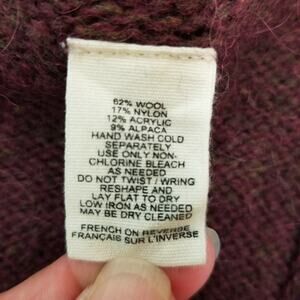 62% WOOL
17% NYLON
12% ACRYLIC
9% ALPACA
HAND WASH COLD
SEPARATELY
USE ONLY NON-
CHLORINE BLEACH
AS NEEDED
DO NOT TWIST / WRING
RESHAPE AND
LAY FLAT TO DRY
LOW IRON AS NEEDED
MAY BE DRY CLEANED
FRENCH ON REVERSE
FRANÇAIS SUR L'INVERSE